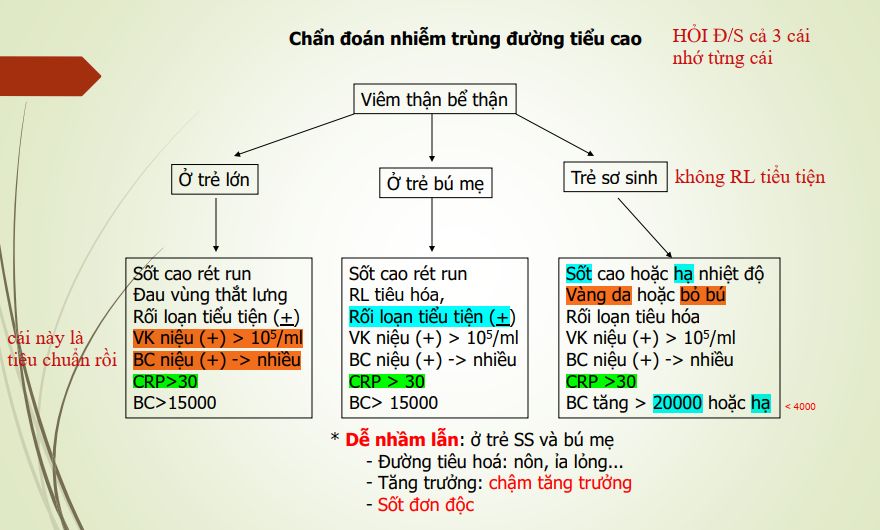 Chẩn đoán nhiễm trùng đường tiểu cao
HỎI Đ/S cả 3 cái
nhớ từng cái
Viêm thận bể thận
Ở trẻ lớn
Ở trẻ bú mẹ
Trẻ sơ sinh
không RL tiểu tiện
Sốt cao rét run
Đau vùng thắt lưng
Rối loạn tiểu tiện (+)
VK niệu (+) > 10⁵/ml
BC niệu (+) -> nhiều
CRP>30
BC>15000
cái này là
tiêu chuẩn rồi
Sốt cao rét run
RL tiêu hóa,
Rối loạn tiểu tiện (+)
VK niệu (+) > 10⁵/ml
BC niệu (+) -> nhiều
CRP > 30
BC> 15000
Sốt cao hoặc hạ nhiệt độ
Vàng da hoặc bỏ bú
Rối loạn tiêu hóa
VK niệu (+) > 10⁵/ml
BC niệu (+) -> nhiều
CRP >30
BC tăng > 20000 hoặc hạ
< 4000
* Dễ nhầm lẫn: ở trẻ SS và bú mẹ
- Đường tiêu hoá: nôn, ỉa lỏng...
- Tăng trưởng: chậm tăng trưởng
- Sốt đơn độc